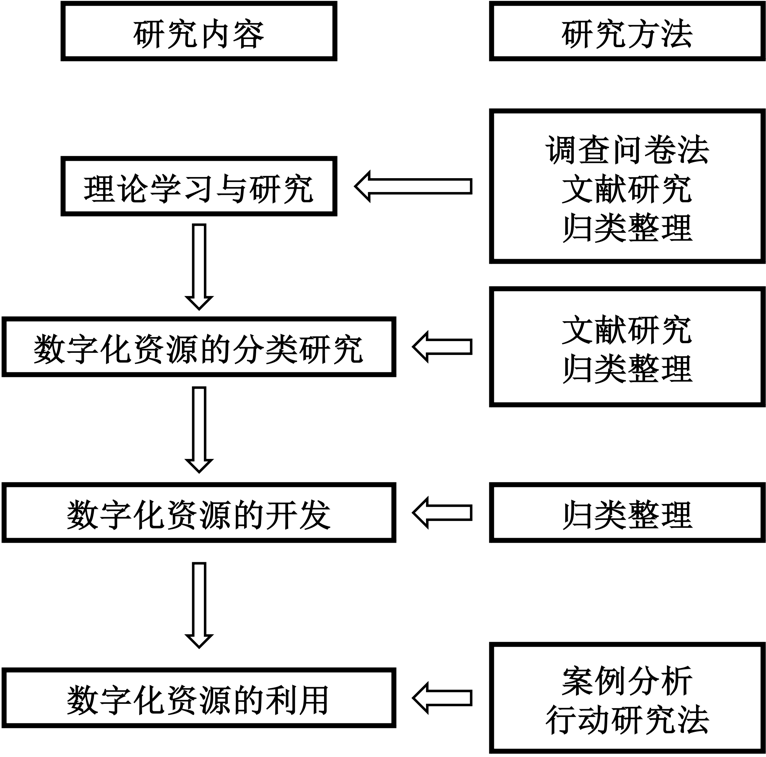 研究内容
研究方法
理论学习与研究
调查问卷法
文献研究
归类整理
数字化资源的分类研究
文献研究
归类整理
数字化资源的开发
归类整理
数字化资源的利用
案例分析
行动研究法